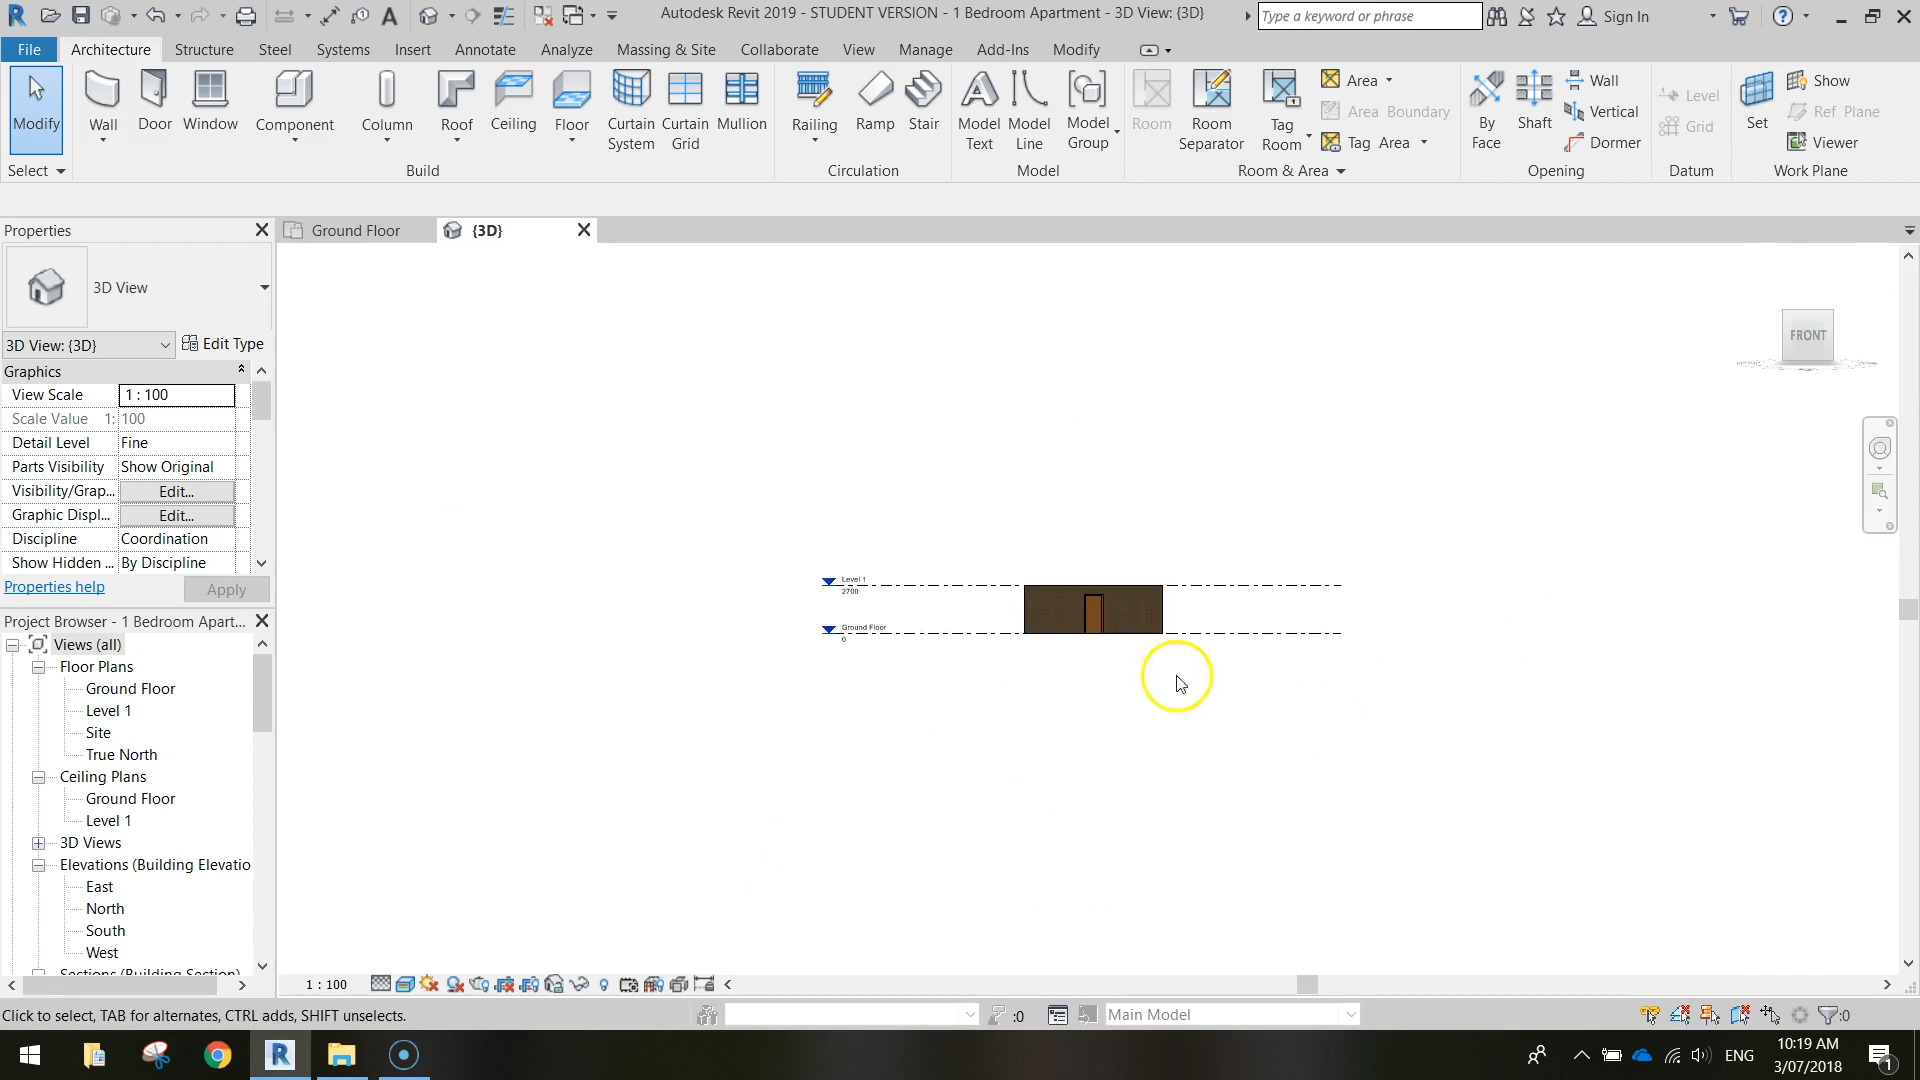 Autodesk Revit 2019 - STUDENT VERSION - 1 Bedroom Apartment - 3D View: {3D}
Type a keyword or phrase
Sign In
File Architecture Structure Steel Systems Insert Annotate Analyze Massing & Site Collaborate View Manage Add-Ins Modify
Modify
Wall
Door
Window
Component
Column
Roof
Ceiling
Floor
Curtain System
Curtain Grid
Mullion
Railing
Ramp
Stair
Model Text
Model Line
Model Group
Room
Room Separator
Tag Room
Area
Area Boundary
Tag Area
By Face
Shaft
Wall
Vertical
Dormer
Level
Grid
Set
Show
Ref Plane
Viewer
Select Build Circulation Model Room & Area Opening Datum Work Plane
Properties
Ground Floor
{3D}
3D View
3D View: {3D} Edit Type
Graphics
View Scale 1 : 100
Scale Value 1: 100
Detail Level Fine
Parts Visibility Show Original
Visibility/Grap... Edit...
Graphic Displ... Edit...
Discipline Coordination
Show Hidden ... By Discipline
Properties help Apply
Project Browser - 1 Bedroom Apart...
Views (all)
Floor Plans
Ground Floor
Level 1
Site
True North
Ceiling Plans
Ground Floor
Level 1
3D Views
Elevations (Building Elevatio
East
North
South
West
Sections (Building Section)
FRONT
Level 1
2700
Ground Floor
0
1 : 100
Click to select, TAB for alternates, CTRL adds, SHIFT unselects.
:0
Main Model
:0
ENG
10:19 AM
3/07/2018
1